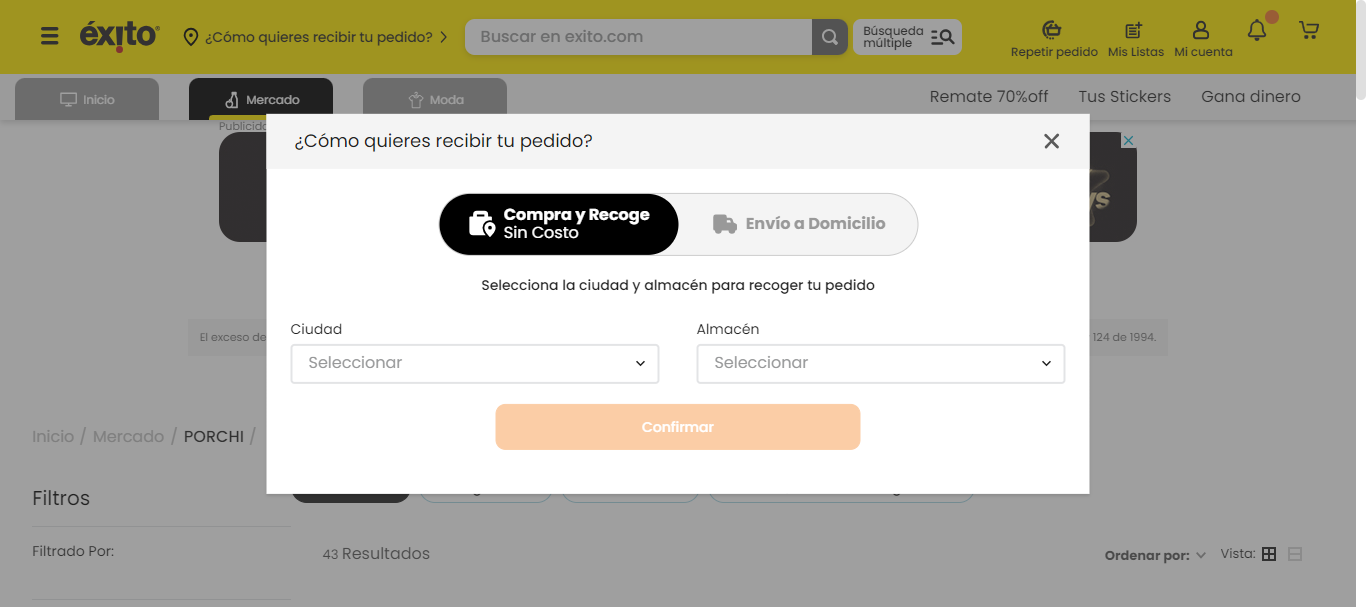 éxito
¿Cómo quieres recibir tu pedido?
Buscar en exito.com
Búsqueda
múltiple
Repetir pedido
Mis Listas
Mi cuenta
Inicio
Mercado
Moda
Remate 70%off
Tus Stickers
Gana dinero
¿Cómo quieres recibir tu pedido?
Compra y Recoge
Sin Costo
Envío a Domicilio
Selecciona la ciudad y almacén para recoger tu pedido
El exceso de
124 de 1994.
Ciudad
Almacén
Seleccionar
Seleccionar
Confirmar
Inicio / Mercado / PORCHI /
Filtros
Filtrado Por:
43 Resultados
Ordenar por:
Vista: